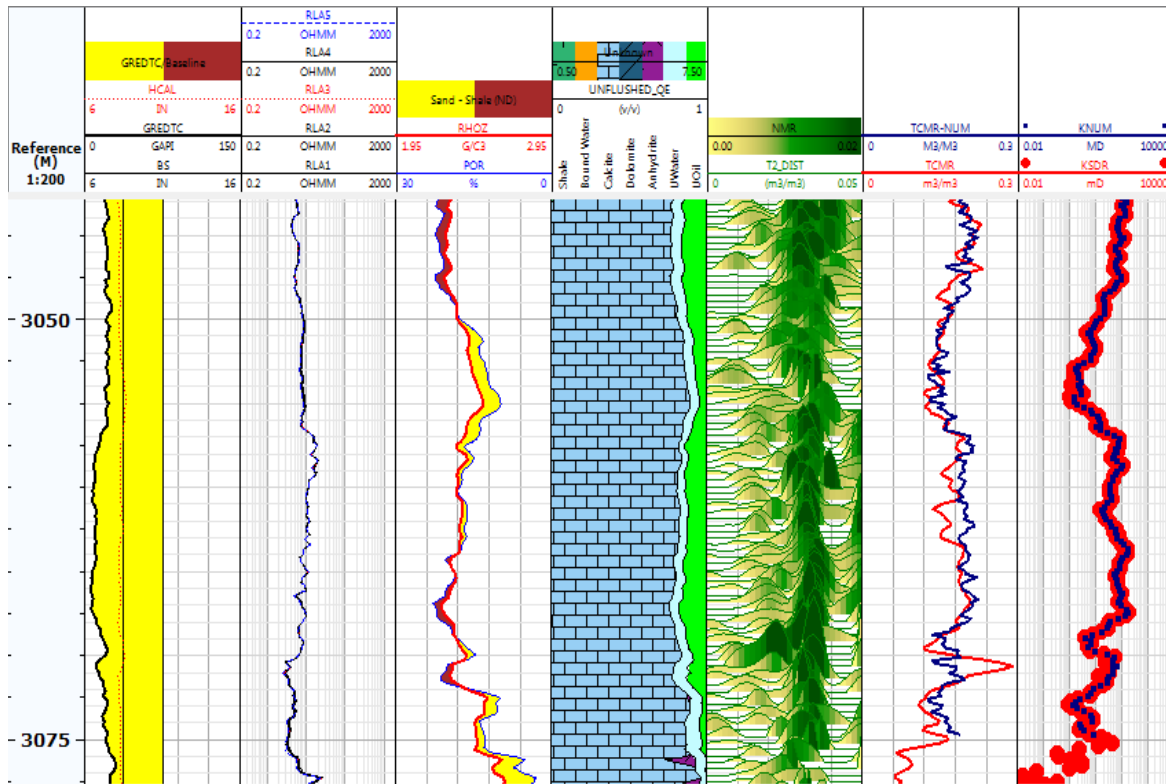 Reference
(M)
1:200
GREDTC/Baseline
HCAL
6 IN 16
GREDTC
0 GAPI 150
BS
6 IN 16
RLA5
0.2 OHMM 2000
RLA4
0.2 OHMM 2000
RLA3
0.2 OHMM 2000
RLA2
0.2 OHMM 2000
RLA1
0.2 OHMM 2000
Sand - Shale (ND)
RHOZ
1.95 G/C3 2.95
POR
30 % 0
Unknown
0.50 7.50
UNFLUSHED_QE
0 (v/v) 1
Shale
Bound Water
Calcite
Dolomite
Anhydrite
UWater
UOil
NMR
0.00 0.02
T2_DIST
0 (m3/m3) 0.05
TCMR-NUM
0 M3/M3 0.3
TCMR
0 m3/m3 0.3
KNUM
0.01 MD 10000
KSDR
0.01 mD 10000
3050
3075